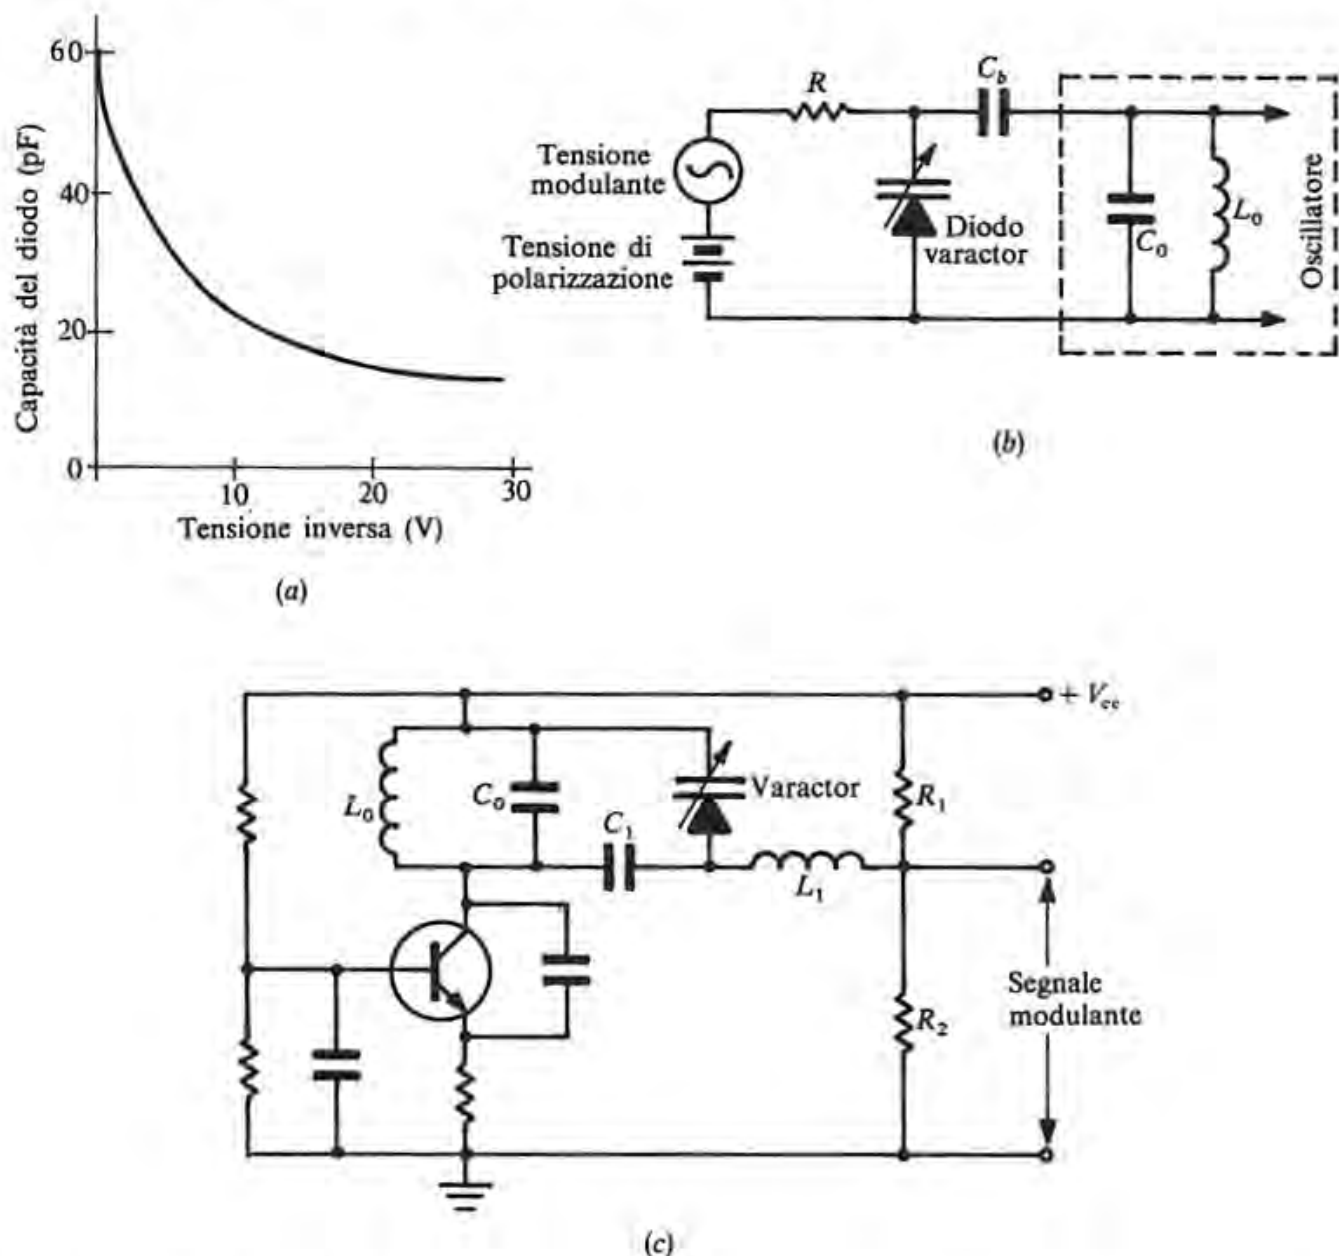 60
40
20
0
10
20
30
Capacità del diodo (pF)
Tensione inversa (V)
(a)
R
C_b
Tensione
modulante
Tensione di
polarizzazione
Diodo
varactor
C_0
L_0
Oscillatore
(b)
+ V_cc
L_0
C_0
C_1
Varactor
R_1
L_1
R_2
Segnale
modulante
(c)